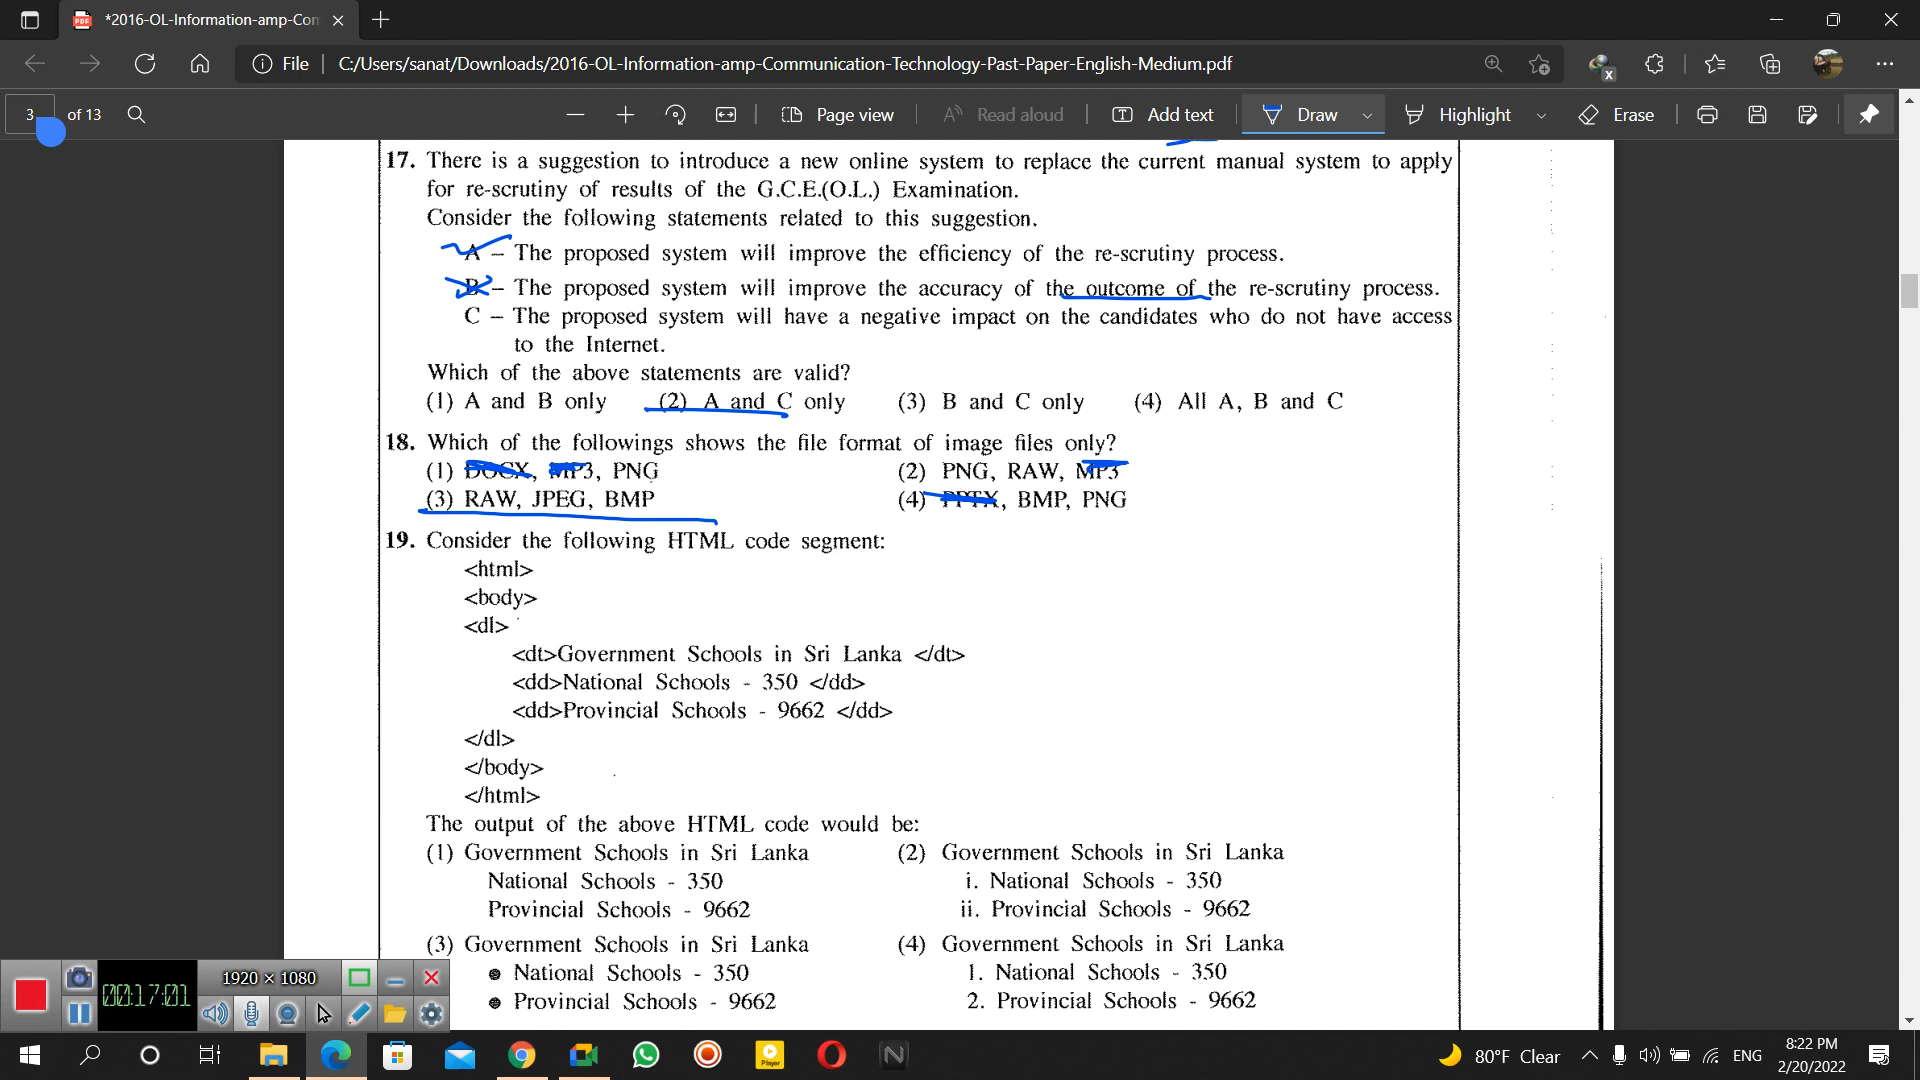 *2016-OL-Information-amp-Con
File
C:/Users/sanat/Downloads/2016-OL-Information-amp-Communication-Technology-Past-Paper-English-Medium.pdf
3 of 13
Page view
Read aloud
Add text
Draw
Highlight
Erase
17. There is a suggestion to introduce a new online system to replace the current manual system to apply
for re-scrutiny of results of the G.C.E.(O.L.) Examination.
Consider the following statements related to this suggestion.
A – The proposed system will improve the efficiency of the re-scrutiny process.
B – The proposed system will improve the accuracy of the outcome of the re-scrutiny process.
C – The proposed system will have a negative impact on the candidates who do not have access
to the Internet.
Which of the above statements are valid?
(1) A and B only (2) A and C only (3) B and C only (4) All A, B and C
18. Which of the followings shows the file format of image files only?
(1) DOCX, MP3, PNG (2) PNG, RAW, MP3
(3) RAW, JPEG, BMP (4) PPTX, BMP, PNG
19. Consider the following HTML code segment:
<html>
<body>
<dl>
<dt>Government Schools in Sri Lanka </dt>
<dd>National Schools - 350 </dd>
<dd>Provincial Schools - 9662 </dd>
</dl>
</body>
</html>
The output of the above HTML code would be:
(1) Government Schools in Sri Lanka
National Schools - 350
Provincial Schools - 9662
(2) Government Schools in Sri Lanka
i. National Schools - 350
ii. Provincial Schools - 9662
(3) Government Schools in Sri Lanka
● National Schools - 350
● Provincial Schools - 9662
(4) Government Schools in Sri Lanka
1. National Schools - 350
2. Provincial Schools - 9662
1920 × 1080
00:17:01
80°F Clear
ENG
8:22 PM
2/20/2022